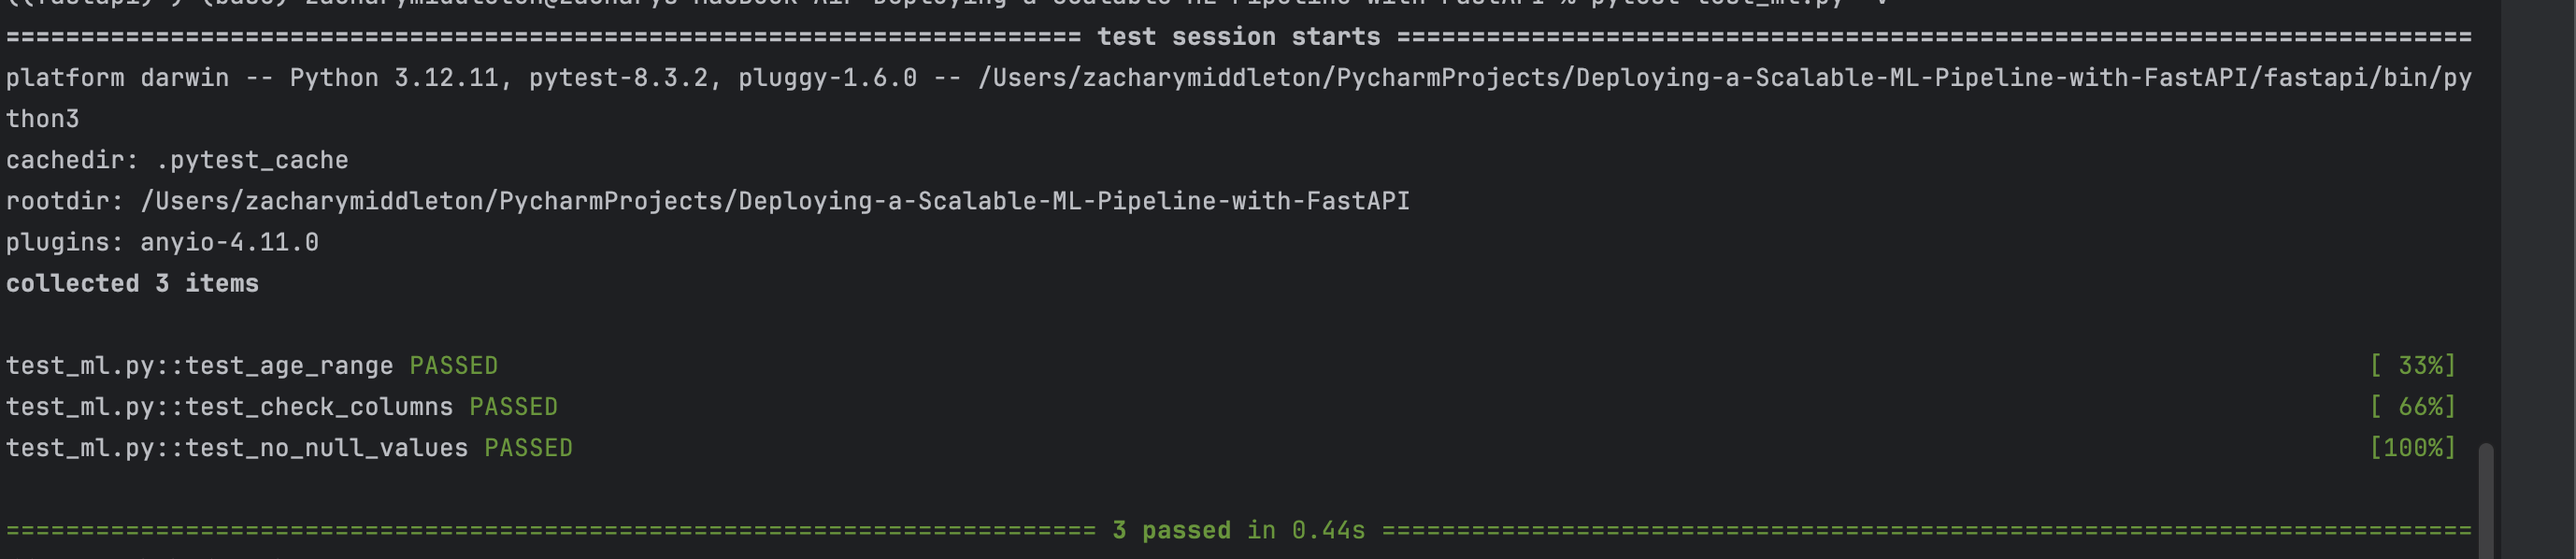 ======================================================================== test session starts ========================================================================
platform darwin -- Python 3.12.11, pytest-8.3.2, pluggy-1.6.0 -- /Users/zacharymiddleton/PycharmProjects/Deploying-a-Scalable-ML-Pipeline-with-FastAPI/fastapi/bin/py
thon3
cachedir: .pytest_cache
rootdir: /Users/zacharymiddleton/PycharmProjects/Deploying-a-Scalable-ML-Pipeline-with-FastAPI
plugins: anyio-4.11.0
collected 3 items
test_ml.py::test_age_range PASSED [ 33%]
test_ml.py::test_check_columns PASSED [ 66%]
test_ml.py::test_no_null_values PASSED [100%]
========================================================================= 3 passed in 0.44s =========================================================================